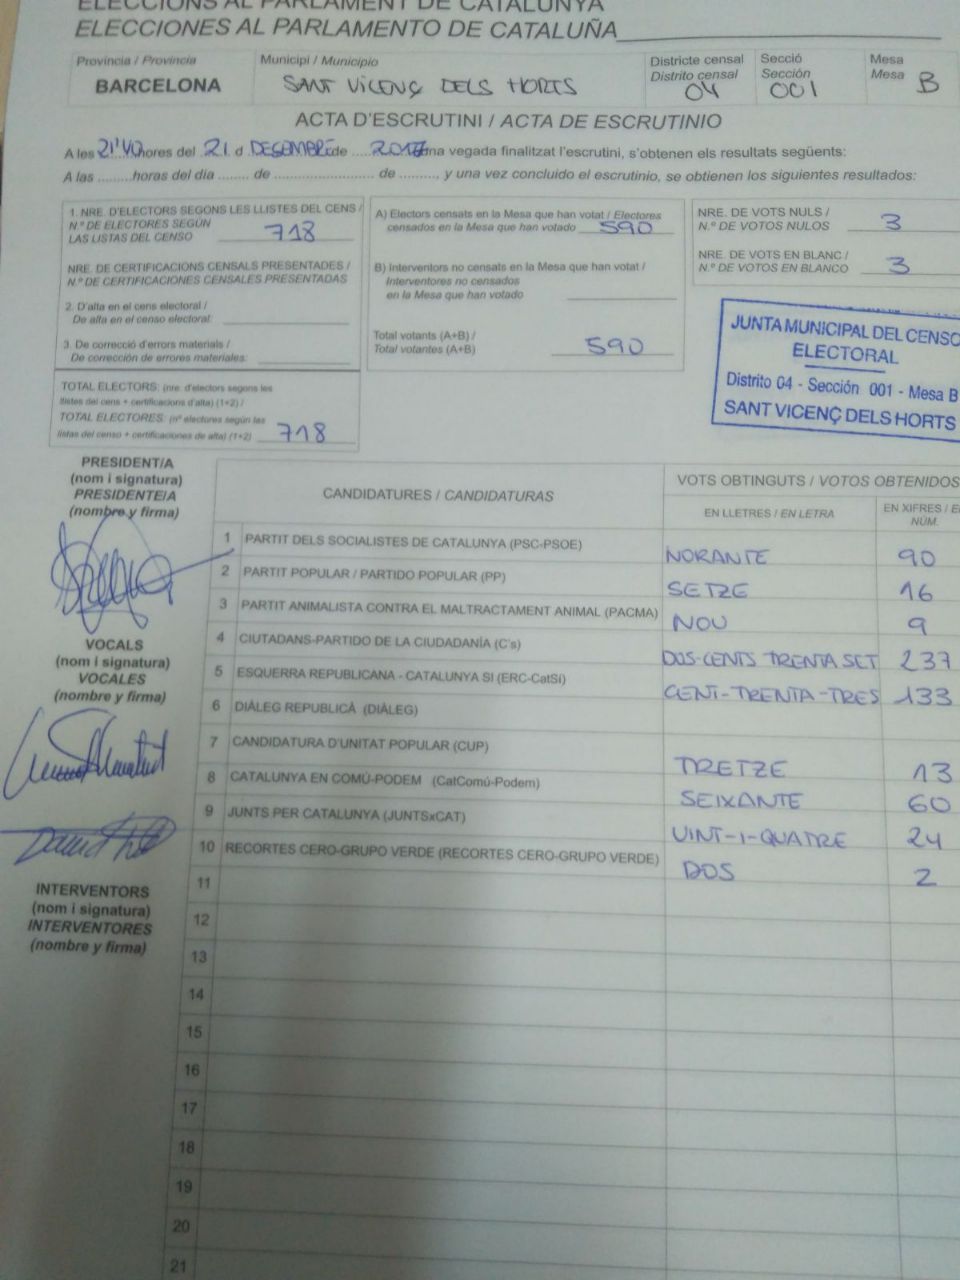 ELECCIONS AL PARLAMENT DE CATALUNYA
ELECCIONES AL PARLAMENTO DE CATALUÑA
Provincia / Provincia
BARCELONA
Municipi / Municipio
SANT VICENÇ DELS HORTS
Districte censal
Distrito censal
04
Secció
Sección
001
Mesa
Mesa
B
ACTA D'ESCRUTINI / ACTA DE ESCRUTINIO
A les 21'40 hores del 21 d DESEMBRE de 2017 una vegada finalitzat l'escrutini, s'obtenen els resultats següents:
A las .........horas del día ........ de .......................... de .........., y una vez concluido el escrutinio, se obtienen los siguientes resultados:
1. NRE. D'ELECTORS SEGONS LES LLISTES DEL CENS /
N.º DE ELECTORES SEGÚN
LAS LISTAS DEL CENSO 718
NRE. DE CERTIFICACIONS CENSALS PRESENTADES /
N.º DE CERTIFICACIONES CENSALES PRESENTADAS
2. D'alta en el cens electoral /
De alta en el censo electoral:
3. De correcció d'errors materials /
De corrección de errores materiales:
TOTAL ELECTORS: (nre. d'electors segons les
llistes del cens + certificacions d'alta) (1+2) /
TOTAL ELECTORES: (nº electores según las
listas del censo + certificaciones de alta) (1+2) 718
A) Electors censats en la Mesa que han votat / Electores
censados en la Mesa que han votado 590
B) Interventors no censats en la Mesa que han votat /
Interventores no censados
en la Mesa que han votado
Total votants (A+B) /
Total votantes (A+B) 590
NRE. DE VOTS NULS /
N.º DE VOTOS NULOS 3
NRE. DE VOTS EN BLANC /
N.º DE VOTOS EN BLANCO 3
JUNTA MUNICIPAL DEL CENSO
ELECTORAL
Distrito 04 - Sección 001 - Mesa B
SANT VICENÇ DELS HORTS
PRESIDENT/A
(nom i signatura)
PRESIDENTE/A
(nombre y firma)
VOCALS
(nom i signatura)
VOCALES
(nombre y firma)
INTERVENTORS
(nom i signatura)
INTERVENTORES
(nombre y firma)
CANDIDATURES / CANDIDATURAS
VOTS OBTINGUTS / VOTOS OBTENIDOS
EN LLETRES / EN LETRA
EN XIFRES / E
NÚM.
1 PARTIT DELS SOCIALISTES DE CATALUNYA (PSC-PSOE) NORANTE 90
2 PARTIT POPULAR / PARTIDO POPULAR (PP) SETZE 16
3 PARTIT ANIMALISTA CONTRA EL MALTRACTAMENT ANIMAL (PACMA) NOU 9
4 CIUTADANS-PARTIDO DE LA CIUDADANÍA (C's) DOS-CENTS TRENTA SET 237
5 ESQUERRA REPUBLICANA - CATALUNYA SI (ERC-CatSí) CENT-TRENTA-TRES 133
6 DIÀLEG REPUBLICÀ (DIÀLEG)
7 CANDIDATURA D'UNITAT POPULAR (CUP) TRETZE 13
8 CATALUNYA EN COMÚ-PODEM (CatComú-Podem) SEIXANTE 60
9 JUNTS PER CATALUNYA (JUNTSxCAT) VINT-I-QUATRE 24
10 RECORTES CERO-GRUPO VERDE (RECORTES CERO-GRUPO VERDE) DOS 2
11
12
13
14
15
16
17
18
19
20
21